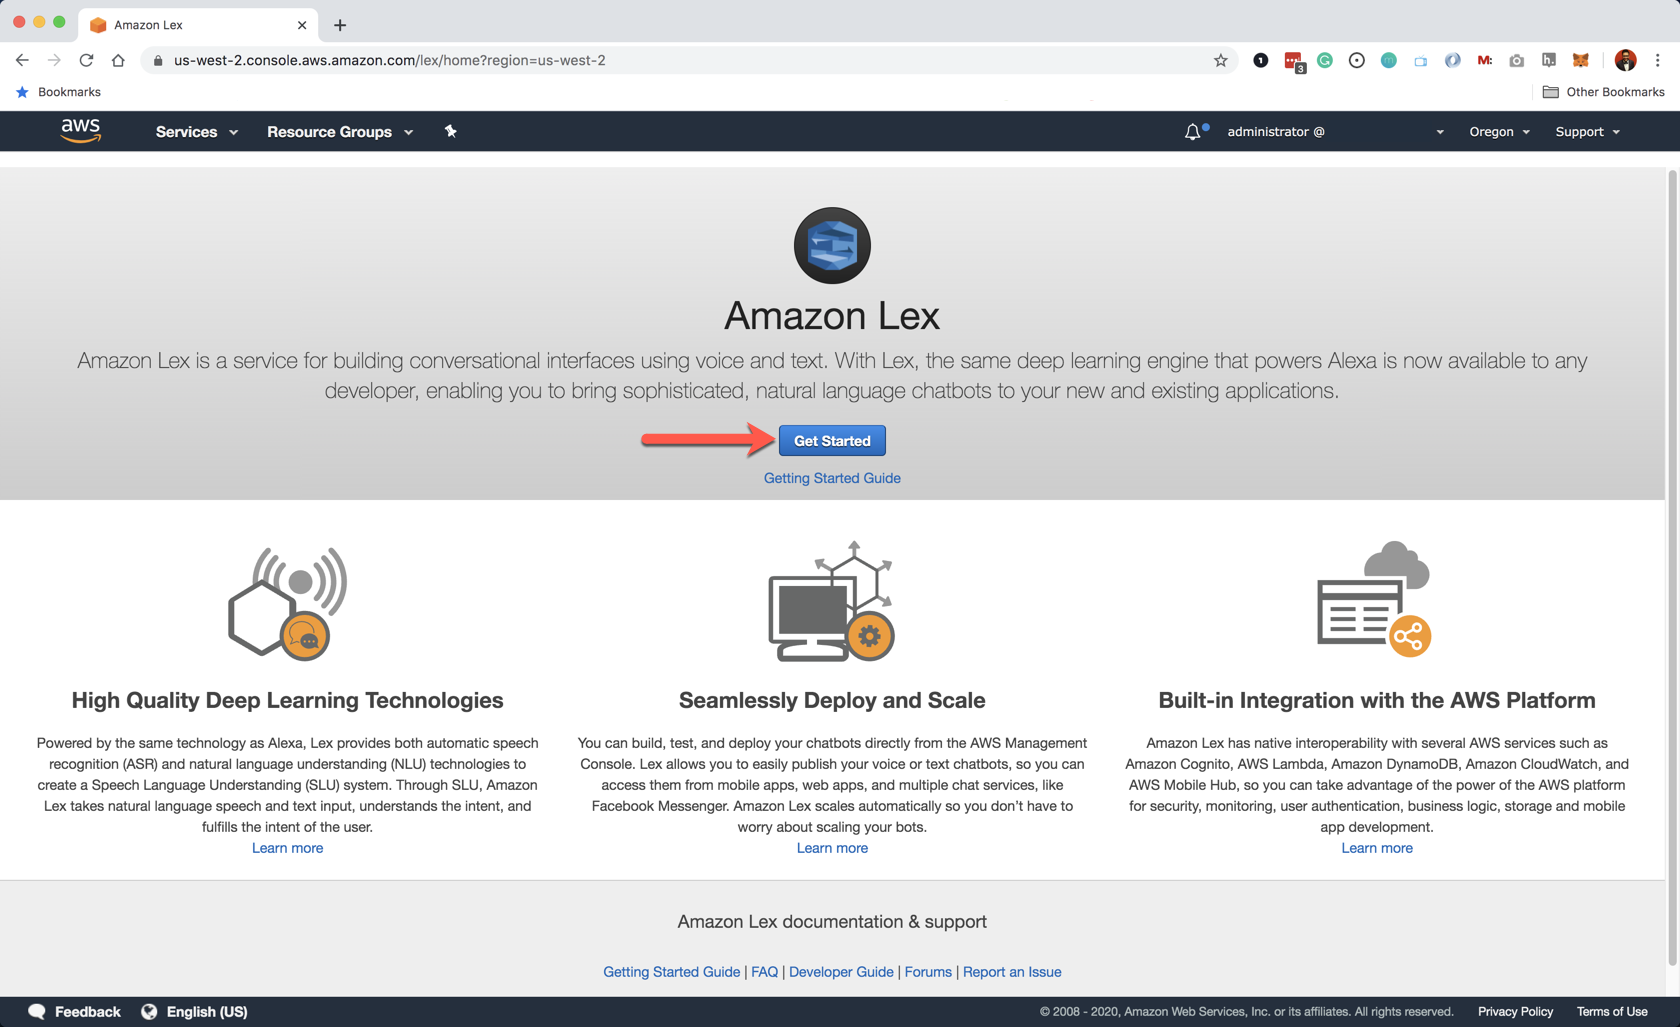 Amazon Lex
us-west-2.console.aws.amazon.com/lex/home?region=us-west-2
1
3
M:
h.
Bookmarks
Other Bookmarks
aws
Services
Resource Groups
administrator @
Oregon
Support
Amazon Lex
Amazon Lex is a service for building conversational interfaces using voice and text. With Lex, the same deep learning engine that powers Alexa is now available to any
developer, enabling you to bring sophisticated, natural language chatbots to your new and existing applications.
Get Started
Getting Started Guide
High Quality Deep Learning Technologies
Powered by the same technology as Alexa, Lex provides both automatic speech
recognition (ASR) and natural language understanding (NLU) technologies to
create a Speech Language Understanding (SLU) system. Through SLU, Amazon
Lex takes natural language speech and text input, understands the intent, and
fulfills the intent of the user.
Learn more
Seamlessly Deploy and Scale
You can build, test, and deploy your chatbots directly from the AWS Management
Console. Lex allows you to easily publish your voice or text chatbots, so you can
access them from mobile apps, web apps, and multiple chat services, like
Facebook Messenger. Amazon Lex scales automatically so you don't have to
worry about scaling your bots.
Learn more
Built-in Integration with the AWS Platform
Amazon Lex has native interoperability with several AWS services such as
Amazon Cognito, AWS Lambda, Amazon DynamoDB, Amazon CloudWatch, and
AWS Mobile Hub, so you can take advantage of the power of the AWS platform
for security, monitoring, user authentication, business logic, storage and mobile
app development.
Learn more
Amazon Lex documentation & support
Getting Started Guide | FAQ | Developer Guide | Forums | Report an Issue
Feedback
English (US)
© 2008 - 2020, Amazon Web Services, Inc. or its affiliates. All rights reserved.
Privacy Policy
Terms of Use